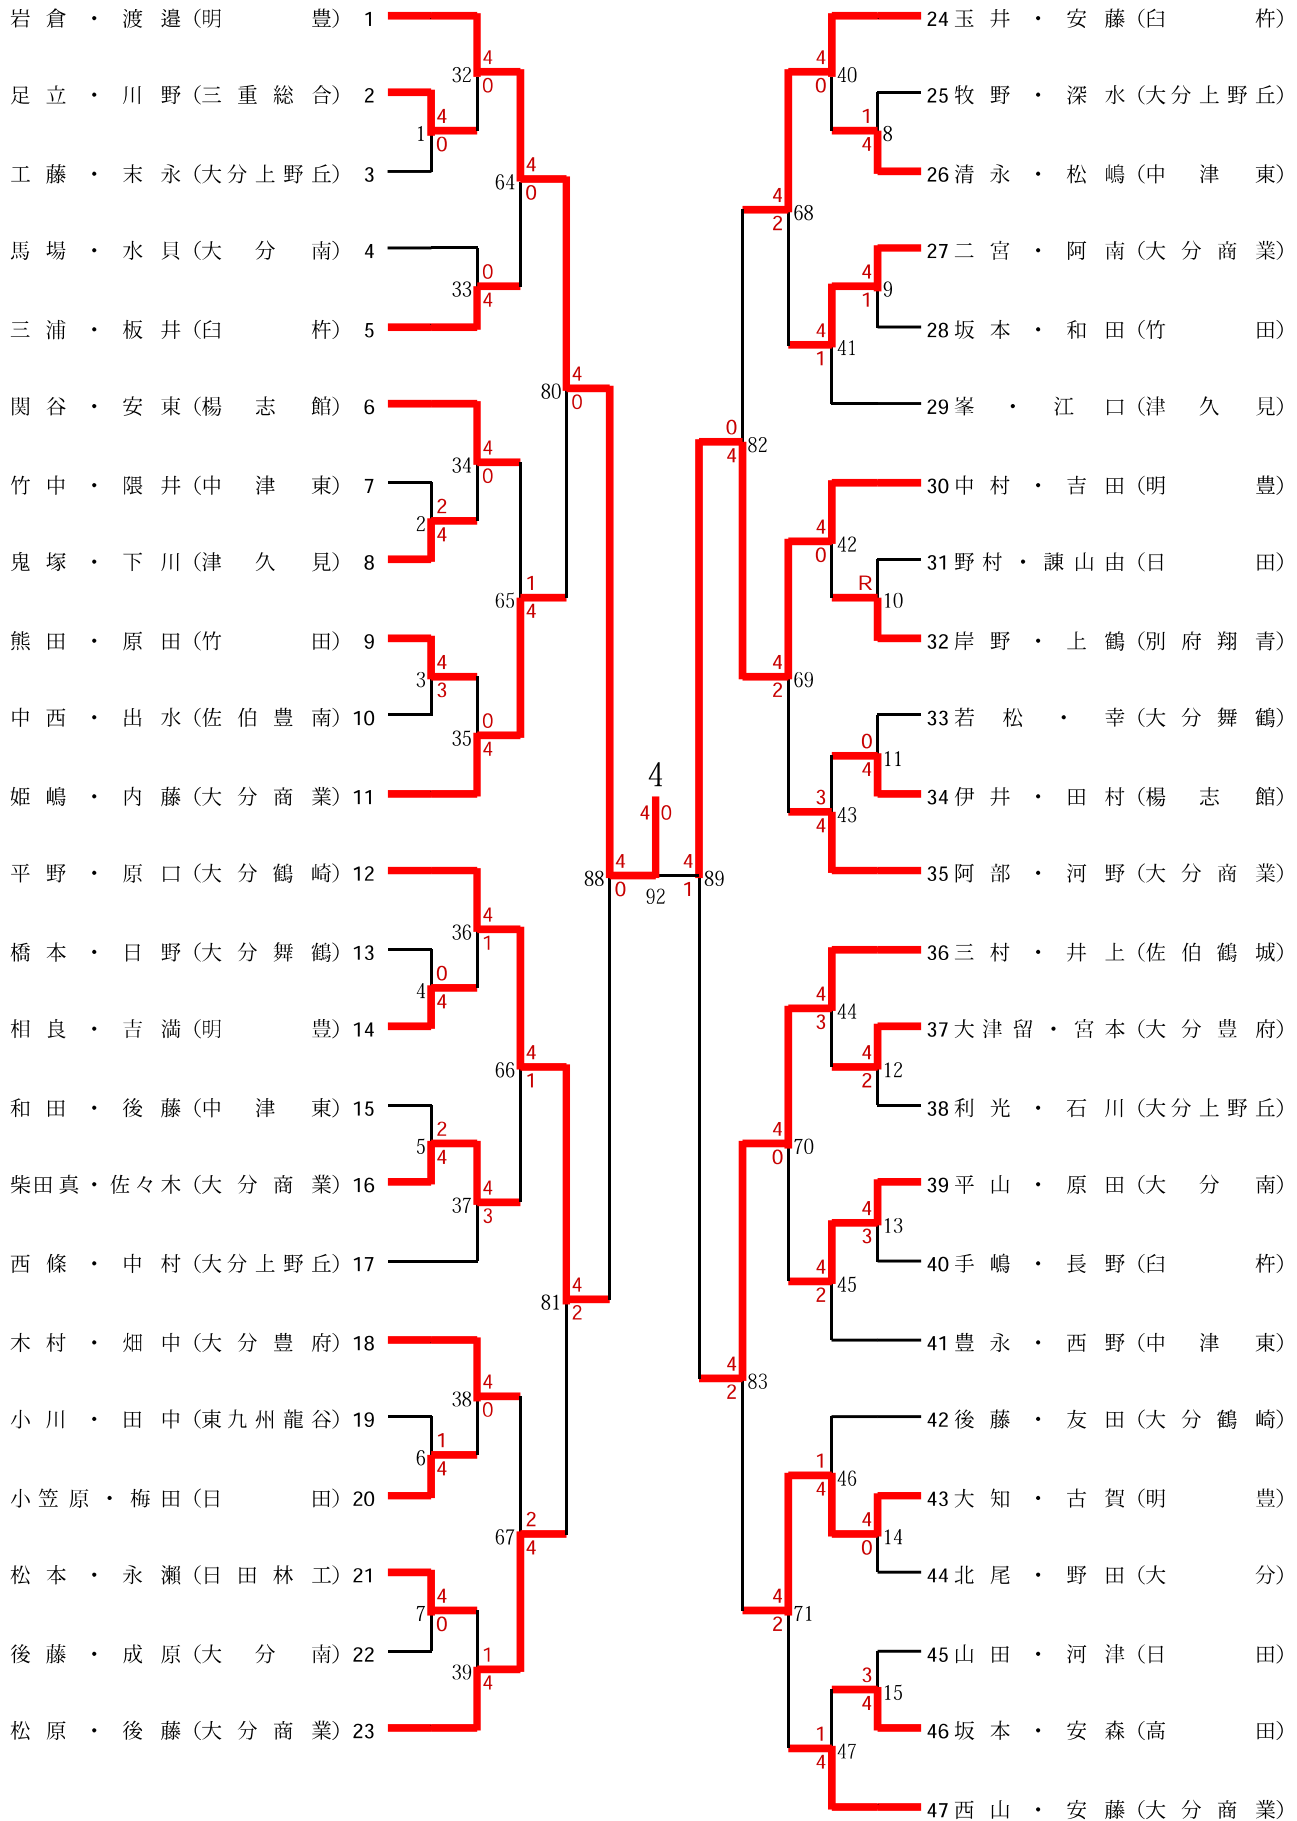 岩倉・渡邉(明豊) 1
足立・川野(三重総合) 2
工藤・末永(大分上野丘) 3
馬場・水貝(大分南) 4
三浦・板井(臼杵) 5
関谷・安東(楊志館) 6
竹中・隈井(中津東) 7
鬼塚・下川(津久見) 8
熊田・原田(竹田) 9
中西・出水(佐伯豊南) 10
姫嶋・内藤(大分商業) 11
平野・原口(大分鶴崎) 12
橋本・日野(大分舞鶴) 13
相良・吉満(明豊) 14
和田・後藤(中津東) 15
柴田真・佐々木(大分商業) 16
西條・中村(大分上野丘) 17
木村・畑中(大分豊府) 18
小川・田中(東九州龍谷) 19
小笠原・梅田(日田) 20
松本・永瀬(日田林工) 21
後藤・成原(大分南) 22
松原・後藤(大分商業) 23
1 4 0
2 2 4
3 4 3
4 0 4
5 2 4
6 1 4
7 4 0
32 4 0
33 0 4
34 4 0
35 0 4
36 4 1
37 4 3
38 4 0
39 1 4
64 4 0
65 1 4
66 4 1
67 2 4
80 4 0
81 4 2
88 4 0
4
4 0
92
89 4 1
82 0 4
83 4 2
68 4 2
69 4 2
70 4 0
71 4 2
40 4 0
41 4 1
42 4 0
43 3 4
44 4 3
45 4 2
46 1 4
47 1 4
8 1 4
9 4 1
10 R
11 0 4
12 4 2
13 4 3
14 4 0
15 3 4
24 玉井・安藤(臼杵)
25 牧野・深水(大分上野丘)
26 清永・松嶋(中津東)
27 二宮・阿南(大分商業)
28 坂本・和田(竹田)
29 峯・江口(津久見)
30 中村・吉田(明豊)
31 野村・諌山由(日田)
32 岸野・上鶴(別府翔青)
33 若松・幸(大分舞鶴)
34 伊井・田村(楊志館)
35 阿部・河野(大分商業)
36 三村・井上(佐伯鶴城)
37 大津留・宮本(大分豊府)
38 利光・石川(大分上野丘)
39 平山・原田(大分南)
40 手嶋・長野(臼杵)
41 豊永・西野(中津東)
42 後藤・友田(大分鶴崎)
43 大知・古賀(明豊)
44 北尾・野田(大分)
45 山田・河津(日田)
46 坂本・安森(高田)
47 西山・安藤(大分商業)